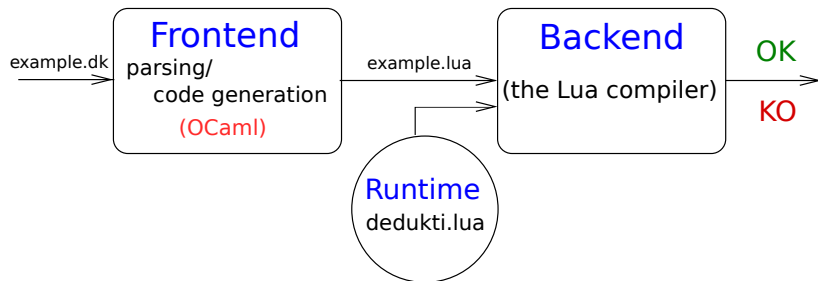 example.dk
Frontend
parsing/
code generation
(OCaml)
example.lua
Backend
(the Lua compiler)
OK
KO
Runtime
dedukti.lua